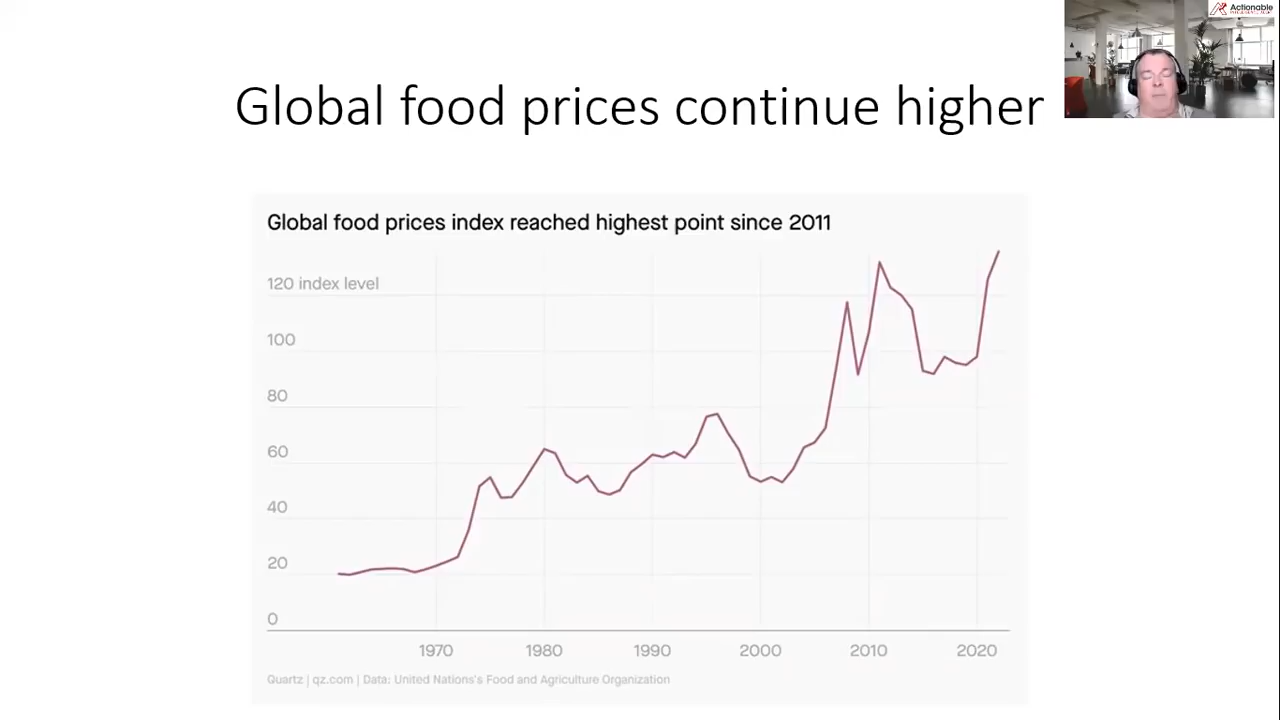 Actionable
Global food prices continue higher
Global food prices index reached highest point since 2011
120 index level
100
80
60
40
20
0
1970 1980 1990 2000 2010 2020
Quartz | qz.com | Data: United Nations's Food and Agriculture Organization